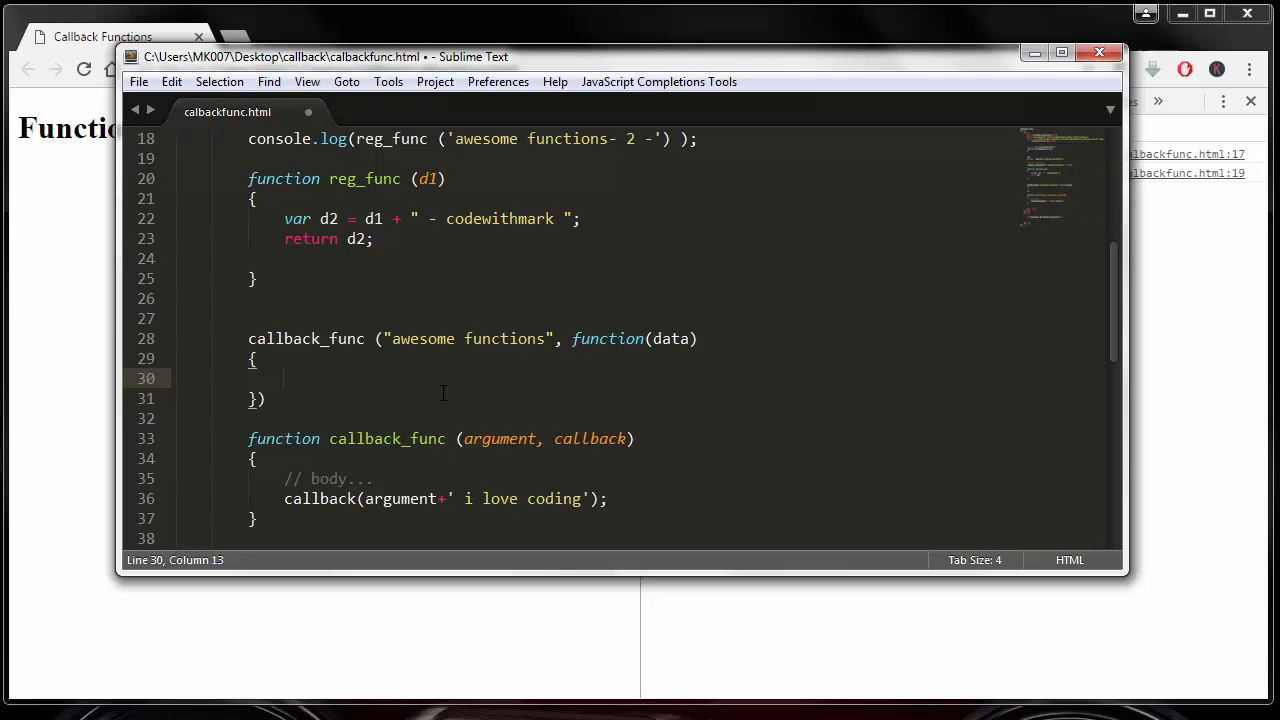 Callback Functions
C:\Users\MK007\Desktop\callback\calbackfunc.html • - Sublime Text
File Edit Selection Find View Goto Tools Project Preferences Help JavaScript Completions Tools
K
es »
calbackfunc.html
Functio
18 console.log(reg_func ('awesome functions- 2 -') );
19
20 function reg_func (d1)
21 {
22 var d2 = d1 + " - codewithmark ";
23 return d2;
24
25 }
26
27
28 callback_func ("awesome functions", function(data)
29 {
30
31 })
32
33 function callback_func (argument, callback)
34 {
35 // body...
36 callback(argument+' i love coding');
37 }
38
lbackfunc.html:17
lbackfunc.html:19
Line 30, Column 13 Tab Size: 4 HTML